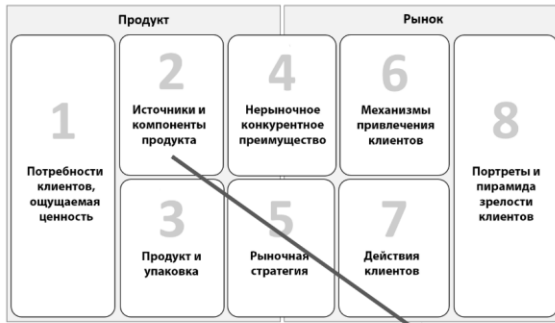 Продукт
Рынок
1
Потребности
клиентов,
ощущаемая
ценность
2
Источники и
компоненты
продукта
3
Продукт и
упаковка
4
Нерыночное
конкурентное
преимущество
5
Рыночная
стратегия
6
Механизмы
привлечения
клиентов
7
Действия
клиентов
8
Портреты и
пирамида
зрелости
клиентов